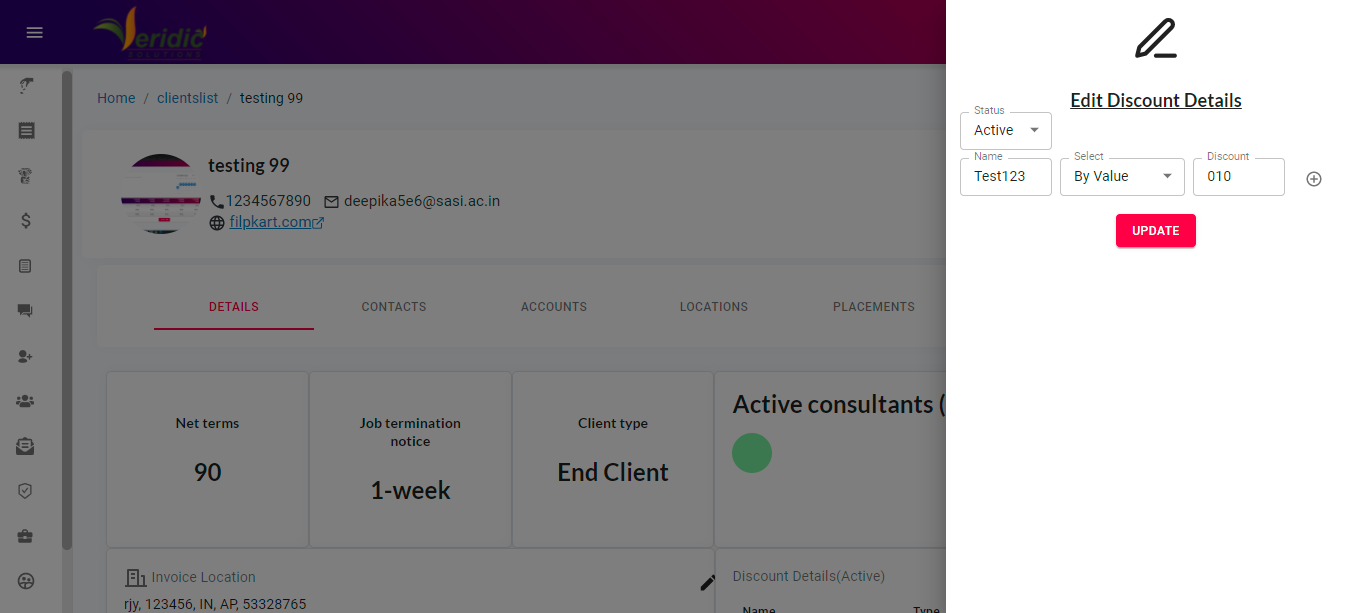 Veridic
SOLUTIONS
Home / clientslist / testing 99
testing 99
1234567890 deepika5e6@sasi.ac.in
filpkart.com
DETAILS CONTACTS ACCOUNTS LOCATIONS PLACEMENTS
Net terms
90
Job termination
notice
1-week
Client type
End Client
Active consultants (
Invoice Location
rjy, 123456, IN, AP, 53328765
Discount Details(Active)
Name Type
Edit Discount Details
Status
Active
Name Select Discount
Test123 By Value 010
UPDATE